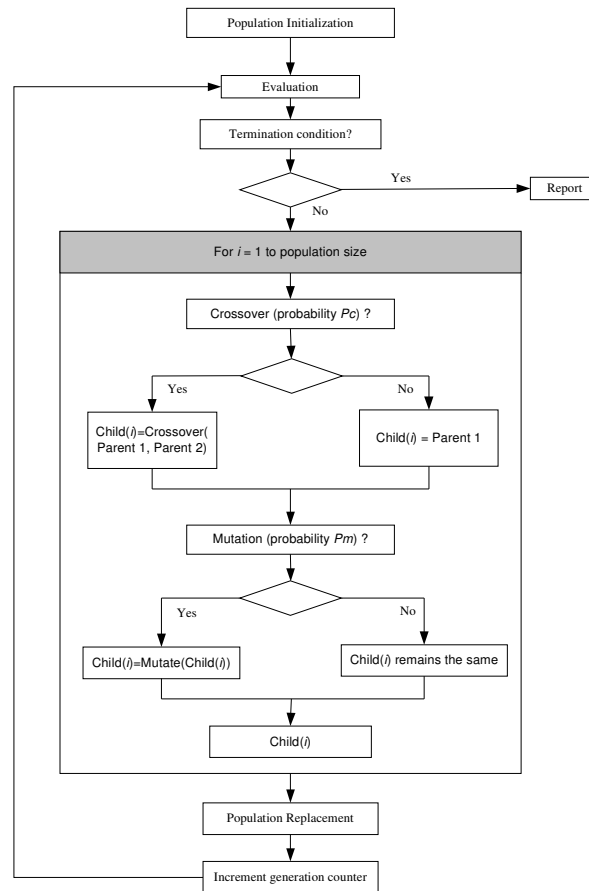 Population Initialization
Evaluation
Termination condition?
Yes
Report
No
For i = 1 to population size
Crossover (probability Pc) ?
Yes
No
Child(i)=Crossover(
Parent 1, Parent 2)
Child(i) = Parent 1
Mutation (probability Pm) ?
Yes
No
Child(i)=Mutate(Child(i))
Child(i) remains the same
Child(i)
Population Replacement
Increment generation counter